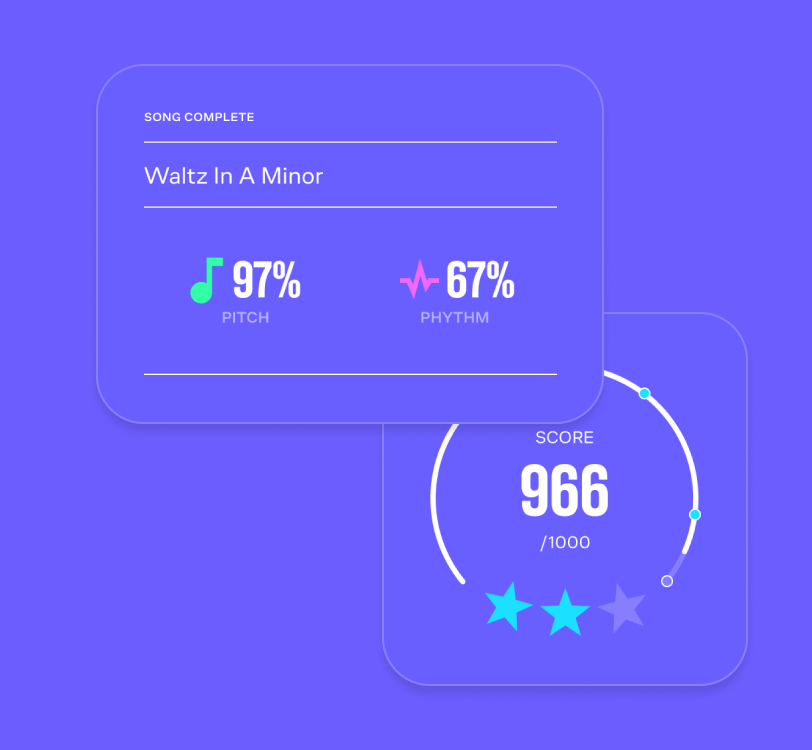 SONG COMPLETE
Waltz In A Minor
97%
PITCH
67%
PHYTHM
SCORE
966
/1000